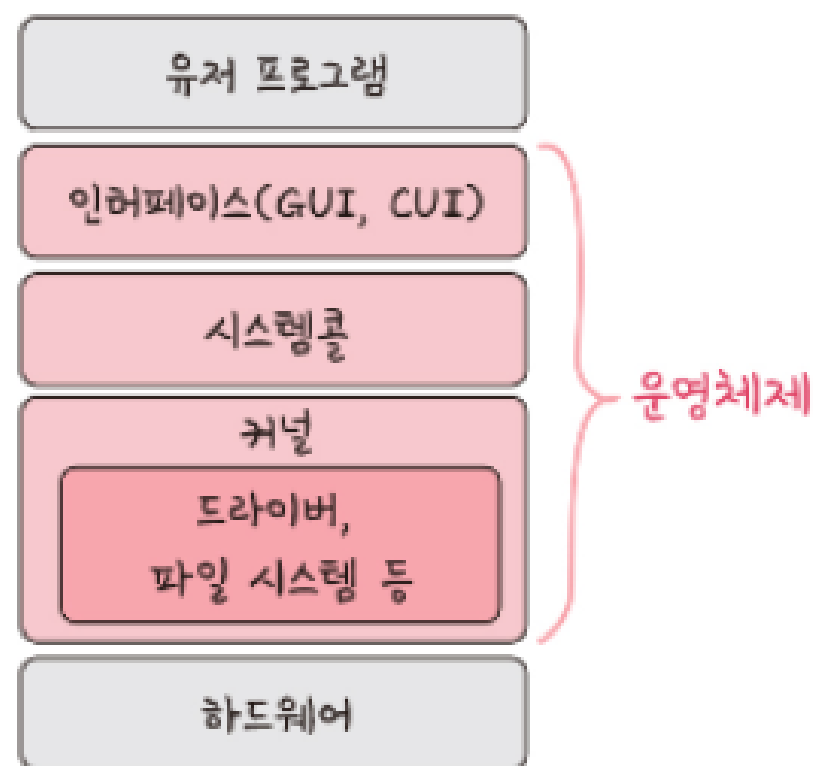 유저 프로그램
인허페이스(GUI, CUI)
시스템콜
커널
드라이버,
파일 시스템 등
하드웨어
운영체제